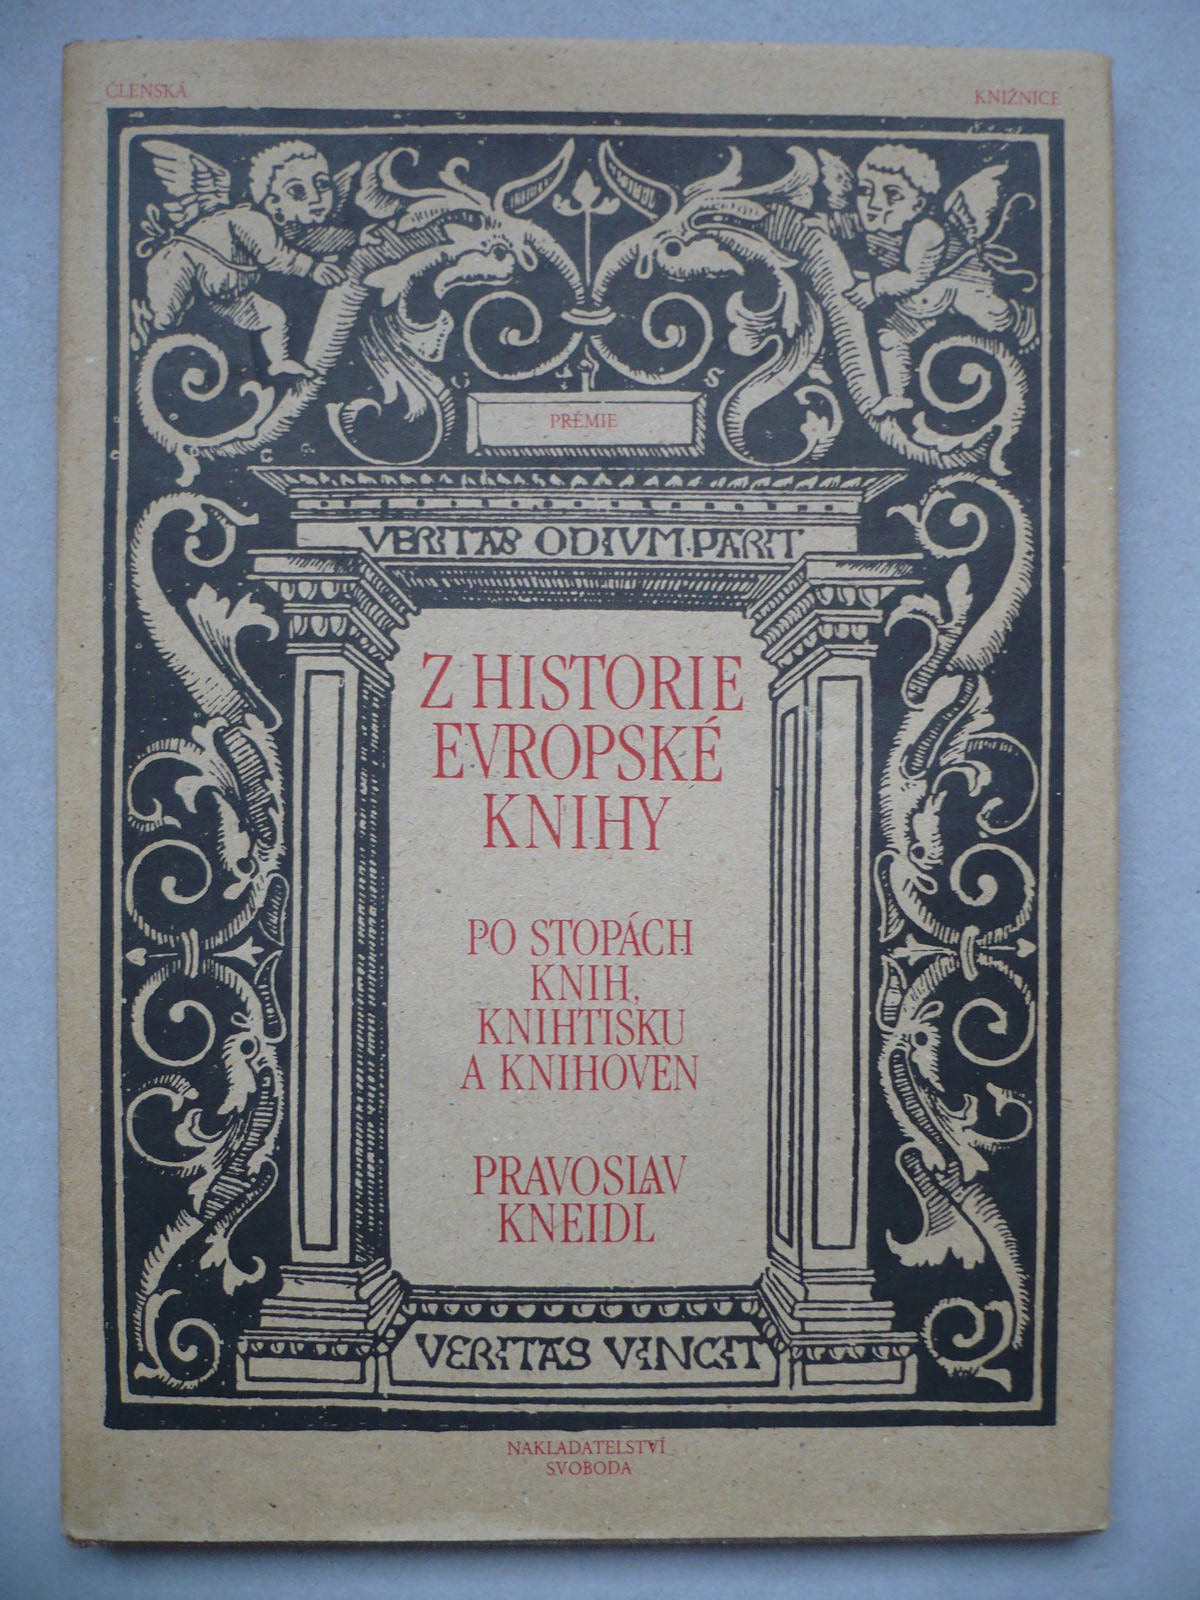 ČLENSKÁ KNIŽNICE
PRÉMIE
VERITAS ODIVM·PARIT
Z HISTORIE
EVROPSKÉ
KNIHY
PO STOPÁCH
KNIH,
KNIHTISKU
A KNIHOVEN
PRAVOSLAV
KNEIDL
VERITAS VINCIT
NAKLADATELSTVÍ
SVOBODA